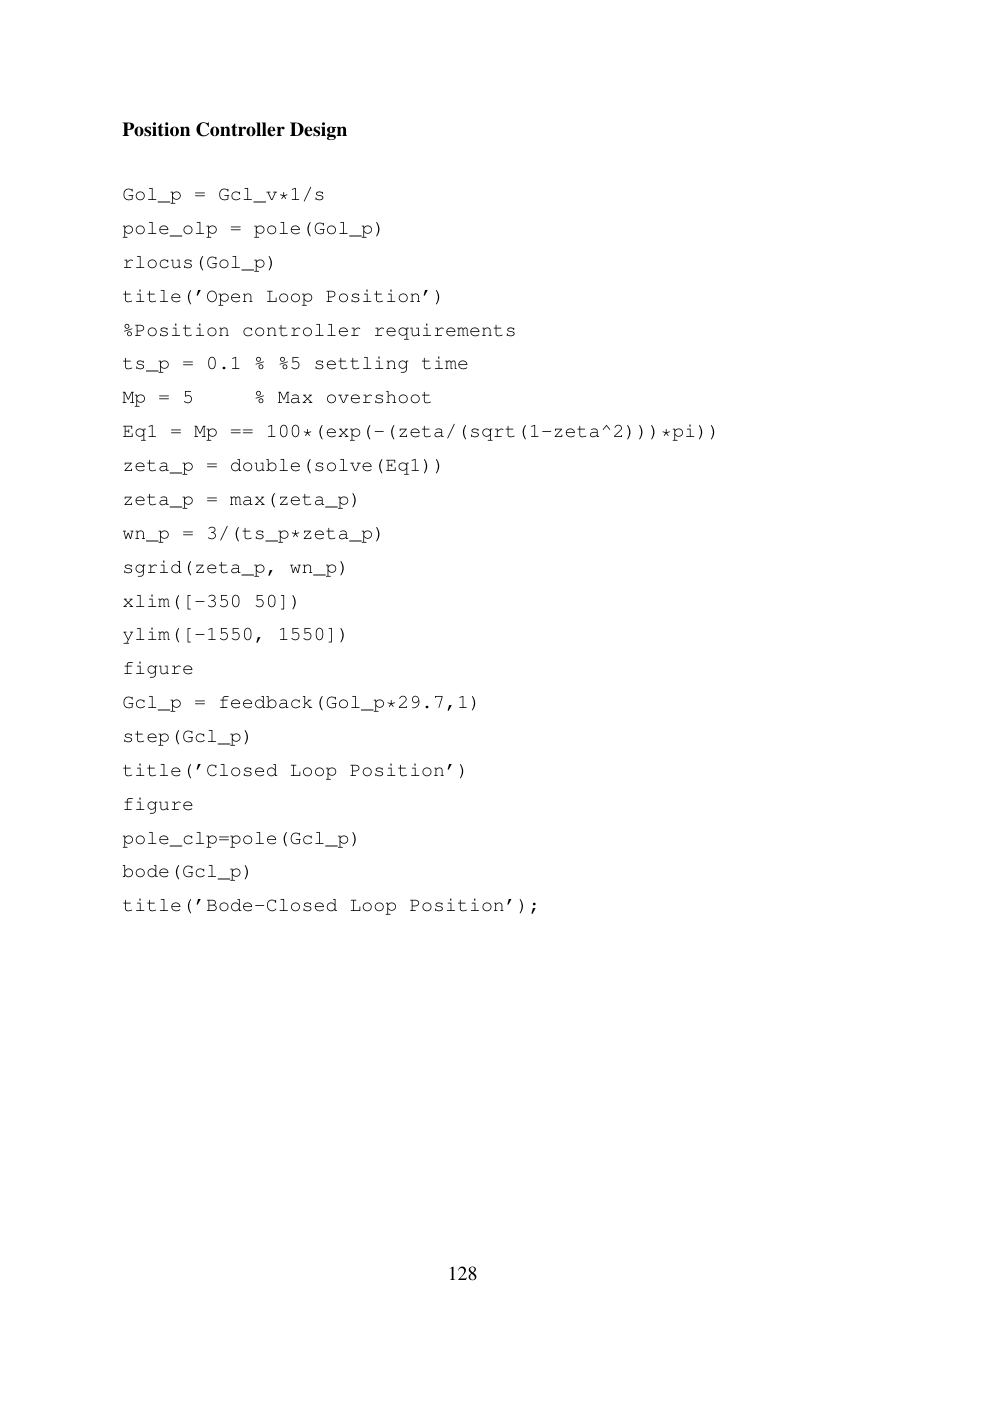 Position Controller Design
Gol_p = Gcl_v*1/s
pole_olp = pole(Gol_p)
rlocus(Gol_p)
title('Open Loop Position')
%Position controller requirements
ts_p = 0.1 % %5 settling time
Mp = 5     % Max overshoot
Eq1 = Mp == 100*(exp(-(zeta/(sqrt(1-zeta^2)))*pi))
zeta_p = double(solve(Eq1))
zeta_p = max(zeta_p)
wn_p = 3/(ts_p*zeta_p)
sgrid(zeta_p, wn_p)
xlim([-350 50])
ylim([-1550, 1550])
figure
Gcl_p = feedback(Gol_p*29.7,1)
step(Gcl_p)
title('Closed Loop Position')
figure
pole_clp=pole(Gcl_p)
bode(Gcl_p)
title('Bode-Closed Loop Position');
128